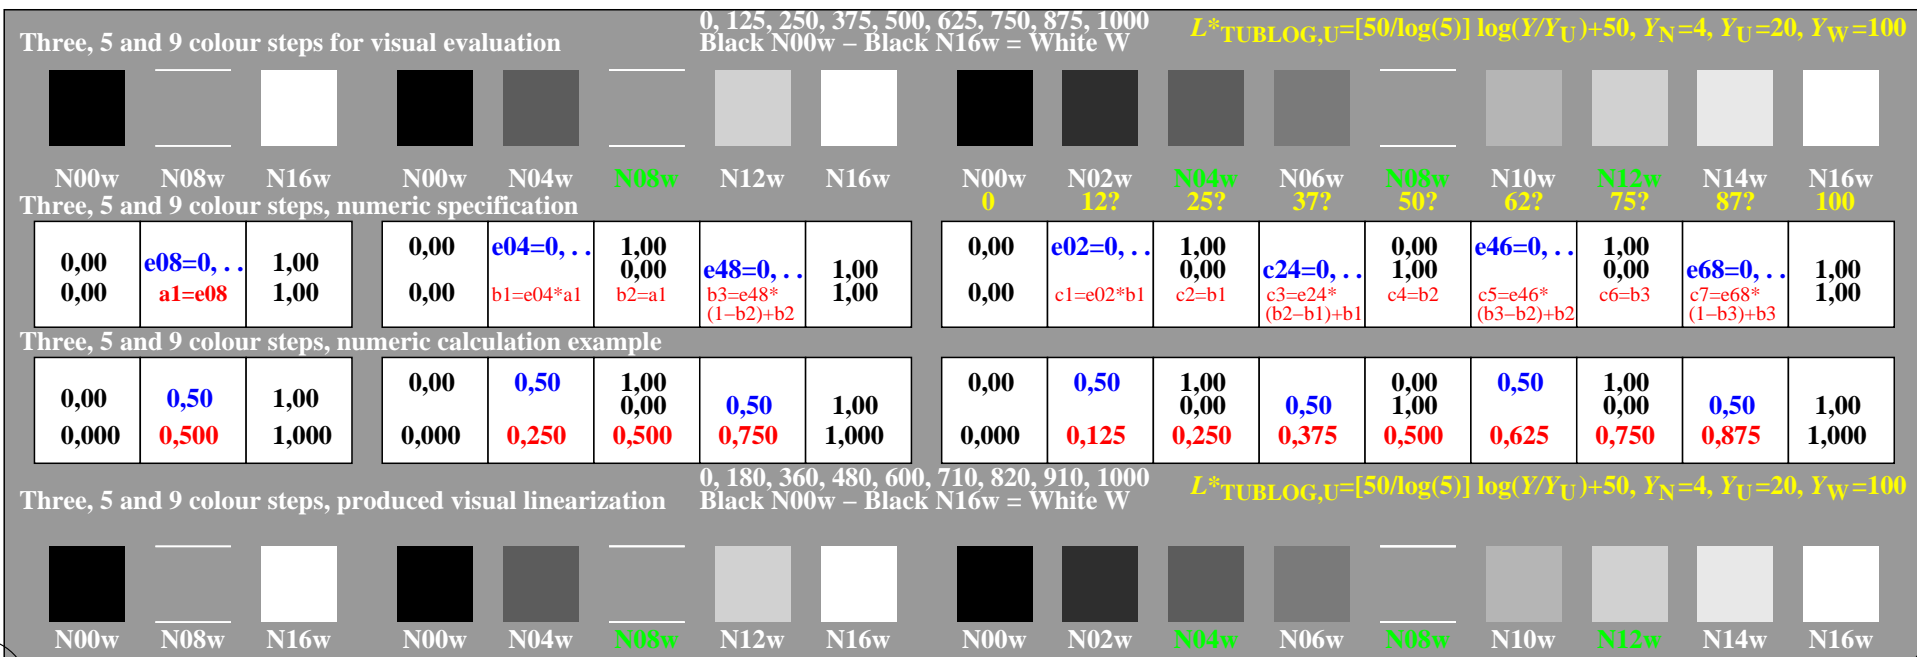 0, 125, 250, 375, 500, 625, 750, 875, 1000
Three, 5 and 9 colour steps for visual evaluation
Black N00w – Black N16w = White W
L*TUBLOG,U=[50/log(5)] log(Y/YU)+50, YN=4, YU=20, YW=100
N00w N08w N16w N00w N04w N08w N12w N16w N00w N02w N04w N06w N08w N10w N12w N14w N16w
Three, 5 and 9 colour steps, numeric specification
0 12? 25? 37? 50? 62? 75? 87? 100
0,00 e04=0, . . 1,00 0,00 e02=0, . . 1,00 0,00 e46=0, . . 1,00
0,00 e08=0, . . 1,00 0,00 e48=0, . . 1,00 0,00 c24=0, . . 1,00 0,00 e68=0, . . 1,00
0,00 a1=e08 1,00 0,00 b1=e04*a1 b2=a1 b3=e48* 1,00 0,00 c1=e02*b1 c2=b1 c3=e24* c4=b2 c5=e46* c6=b3 c7=e68* 1,00
(1–b2)+b2 (b2–b1)+b1 (b3–b2)+b2 (1–b3)+b3
Three, 5 and 9 colour steps, numeric calculation example
0,00 0,50 1,00 0,00 0,50 1,00 0,00 0,50 1,00
0,00 0,50 1,00 0,00 0,50 1,00 0,00 0,50 1,00 0,00 0,50 1,00
0,000 0,500 1,000 0,000 0,250 0,500 0,750 1,000 0,000 0,125 0,250 0,375 0,500 0,625 0,750 0,875 1,000
0, 180, 360, 480, 600, 710, 820, 910, 1000
Three, 5 and 9 colour steps, produced visual linearization
Black N00w – Black N16w = White W
L*TUBLOG,U=[50/log(5)] log(Y/YU)+50, YN=4, YU=20, YW=100
N00w N08w N16w N00w N04w N08w N12w N16w N00w N02w N04w N06w N08w N10w N12w N14w N16w